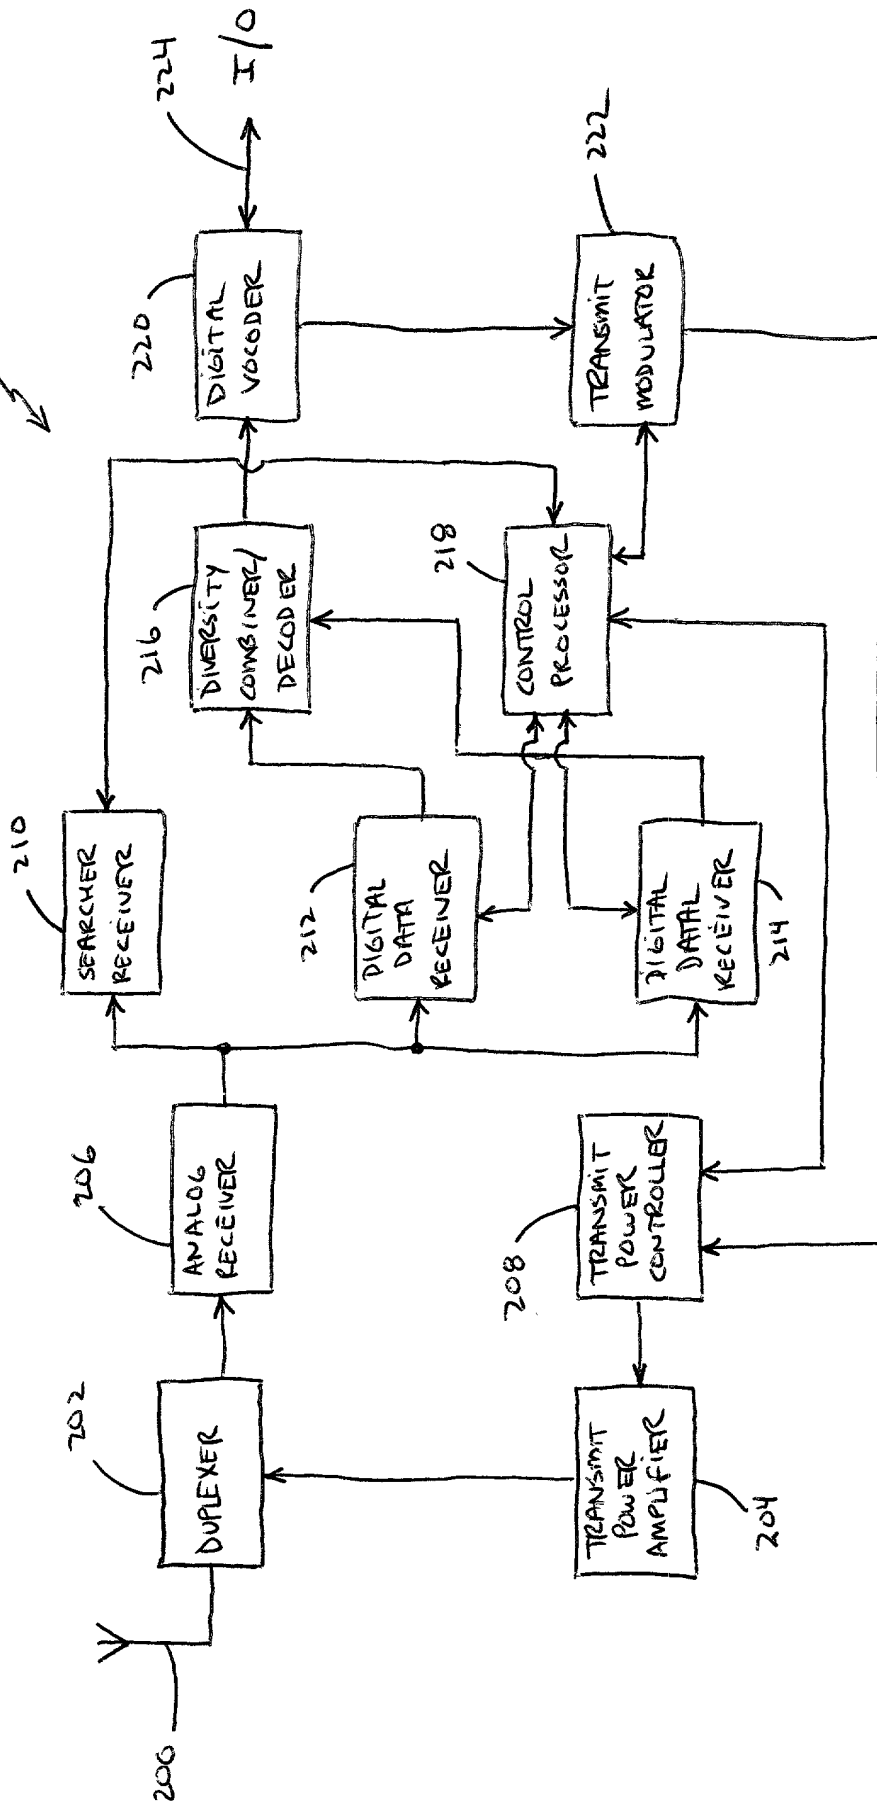 224
I/O
220
DIGITAL
VOCODER
222
TRANSMIT
MODULATOR
216
DIVERSITY
COMBINER/
DECODER
218
CONTROL
PROCESSOR
210
SEARCHER
RECEIVER
212
DIGITAL
DATA
RECEIVER
DIGITAL
DATAL
RECEIVER
214
206
ANALOG
RECEIVER
208
TRANSMIT
POWER
CONTROLLER
202
DUPLEXER
TRANSMIT
POWER
AMPLIFIER
204
200